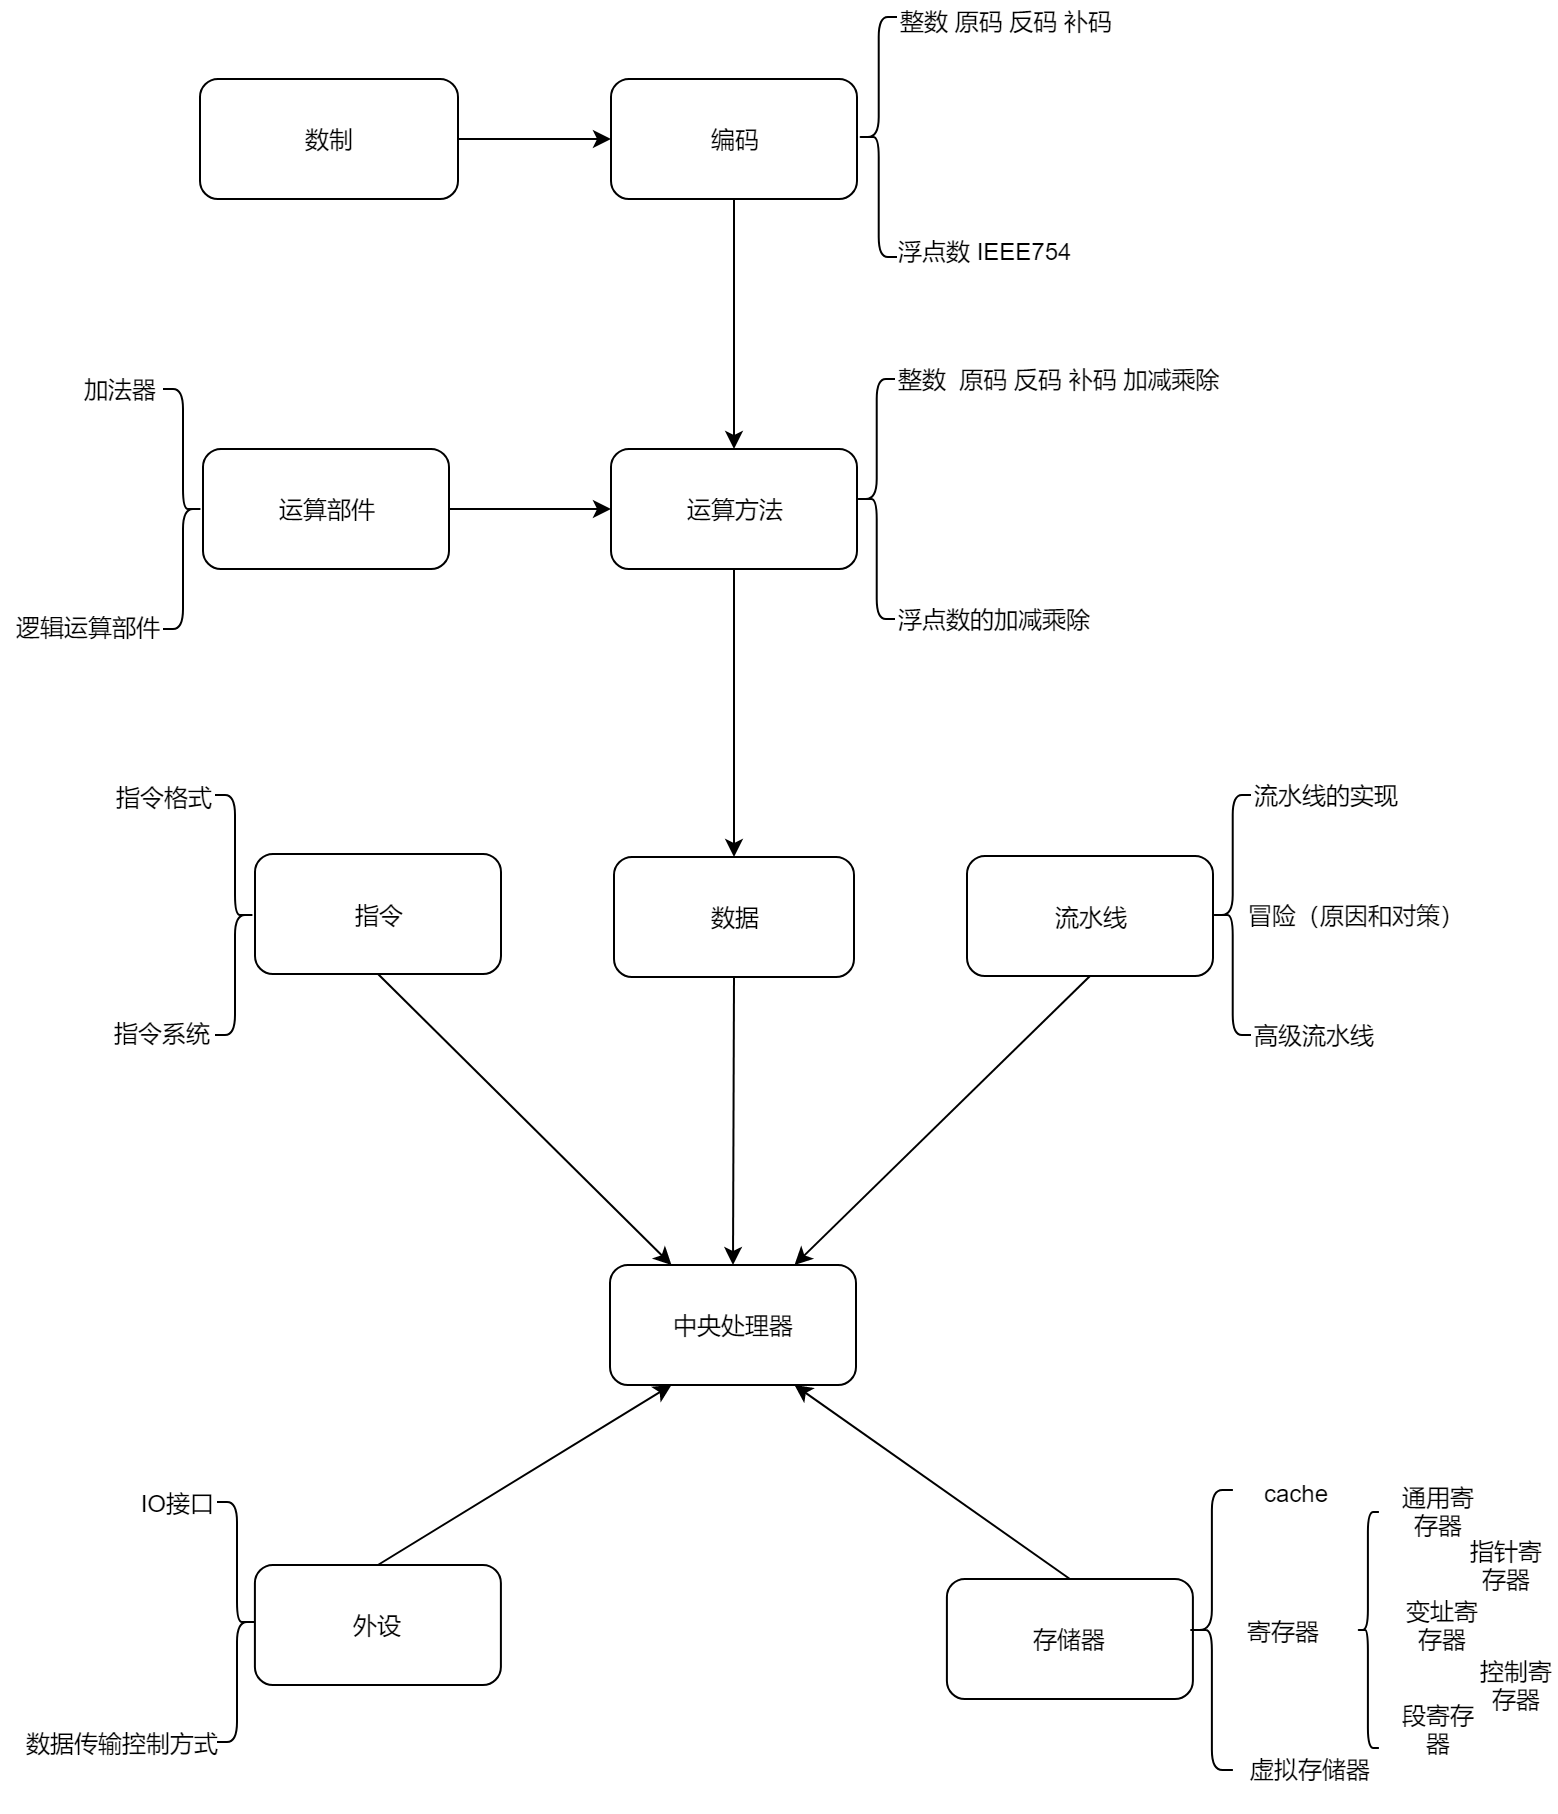 整数 原码 反码 补码
数制
编码
浮点数 IEEE754
加法器
整数  原码 反码 补码 加减乘除
运算部件
运算方法
逻辑运算部件
浮点数的加减乘除
指令格式
流水线的实现
指令
数据
流水线
冒险（原因和对策）
指令系统
高级流水线
中央处理器
IO接口
cache
通用寄
存器
指针寄
存器
外设
存储器
寄存器
变址寄
存器
控制寄
存器
段寄存
器
数据传输控制方式
虚拟存储器